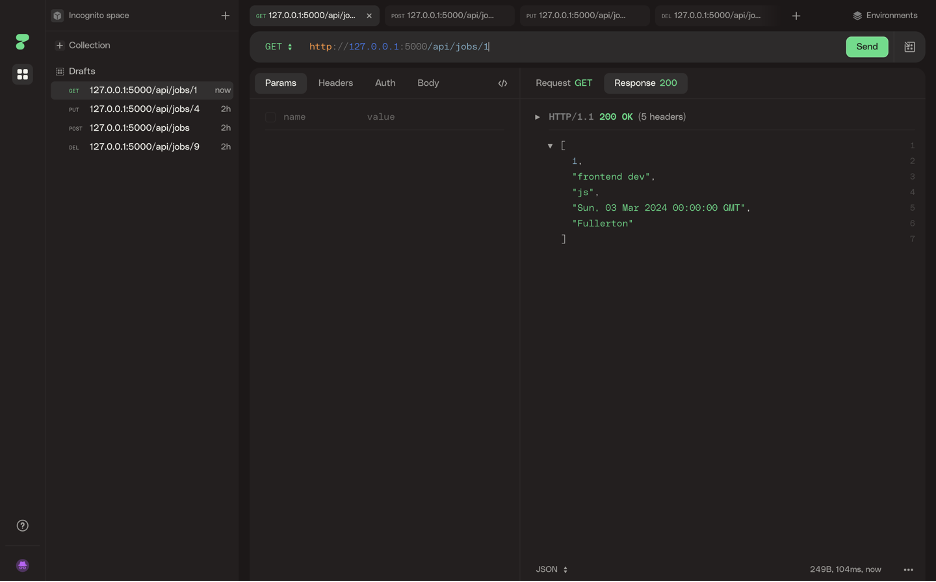 Incognito space
Collection
Drafts
GET 127.0.0.1:5000/api/jobs/1 now
PUT 127.0.0.1:5000/api/jobs/4 2h
POST 127.0.0.1:5000/api/jobs 2h
DEL 127.0.0.1:5000/api/jobs/9 2h
GET 127.0.0.1:5000/api/jo... POST 127.0.0.1:5000/api/jo... PUT 127.0.0.1:5000/api/jo... DEL 127.0.0.1:5000/api/jo... Environments
GET http://127.0.0.1:5000/api/jobs/1 Send
Params Headers Auth Body </>
name value
Request GET Response 200
HTTP/1.1 200 OK (5 headers)
[ 1
1, 2
"frontend dev", 3
"js", 4
"Sun, 03 Mar 2024 00:00:00 GMT", 5
"Fullerton" 6
] 7
JSON 249B, 104ms, now